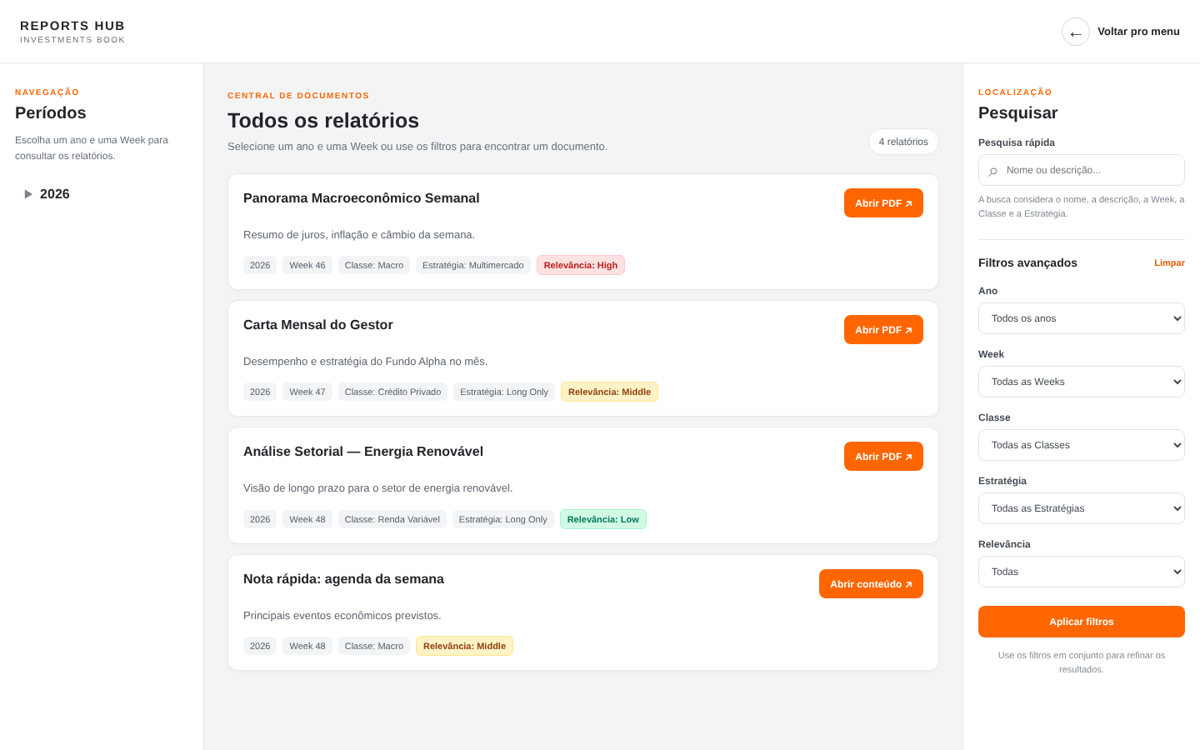 REPORTS HUB
INVESTMENTS BOOK
← Voltar pro menu
NAVEGAÇÃO
Períodos
Escolha um ano e uma Week para
consultar os relatórios.
▶ 2026
CENTRAL DE DOCUMENTOS
Todos os relatórios
Selecione um ano e uma Week ou use os filtros para encontrar um documento.
4 relatórios
Panorama Macroeconômico Semanal
Abrir PDF ↗
Resumo de juros, inflação e câmbio da semana.
2026 Week 46 Classe: Macro Estratégia: Multimercado Relevância: High
Carta Mensal do Gestor
Abrir PDF ↗
Desempenho e estratégia do Fundo Alpha no mês.
2026 Week 47 Classe: Crédito Privado Estratégia: Long Only Relevância: Middle
Análise Setorial — Energia Renovável
Abrir PDF ↗
Visão de longo prazo para o setor de energia renovável.
2026 Week 48 Classe: Renda Variável Estratégia: Long Only Relevância: Low
Nota rápida: agenda da semana
Abrir conteúdo ↗
Principais eventos econômicos previstos.
2026 Week 48 Classe: Macro Relevância: Middle
LOCALIZAÇÃO
Pesquisar
Pesquisa rápida
Nome ou descrição...
A busca considera o nome, a descrição, a Week, a
Classe e a Estratégia.
Filtros avançados
Limpar
Ano
Todos os anos
Week
Todas as Weeks
Classe
Todas as Classes
Estratégia
Todas as Estratégias
Relevância
Todas
Aplicar filtros
Use os filtros em conjunto para refinar os
resultados.